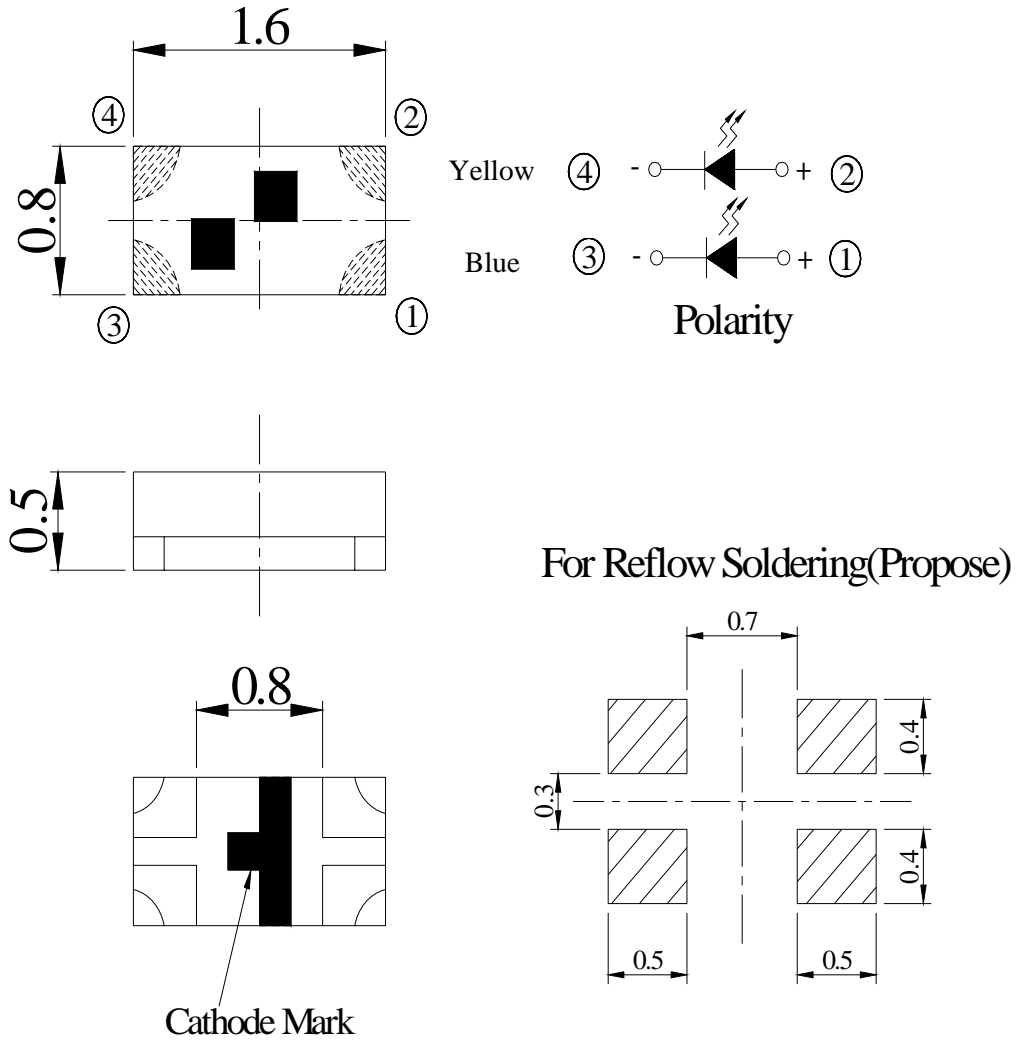 1.6
④ ②
0.8
③ ①
Yellow ④ - + ②
Blue ③ - + ①
Polarity
0.5
For Reflow Soldering(Propose)
0.7
0.4
0.3
0.4
0.5 0.5
0.8
Cathode Mark